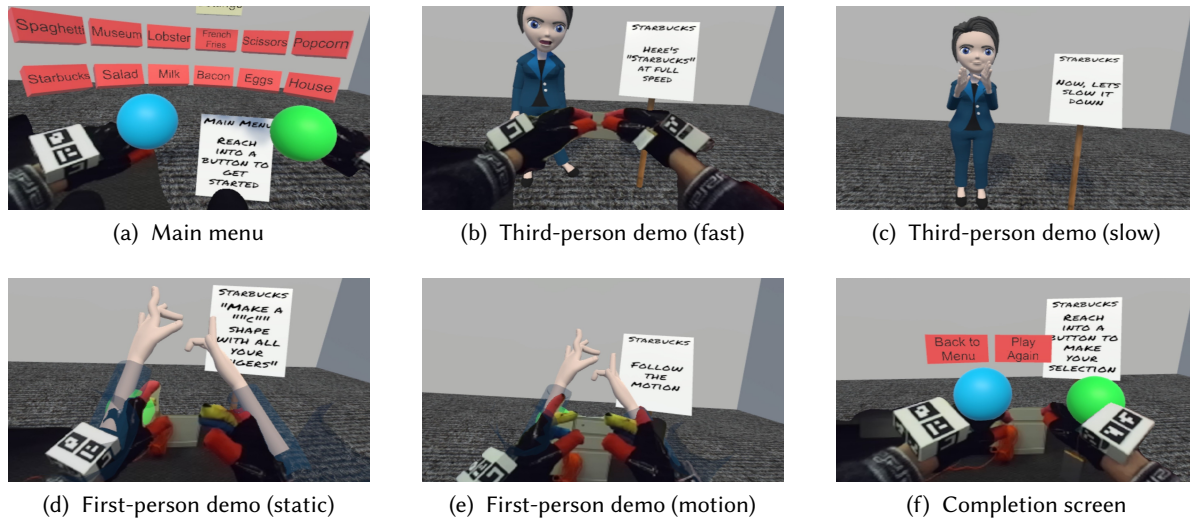 Spaghetti Museum Lobster French Fries Scissors Popcorn
Starbucks Salad Milk Bacon Eggs House
MAIN MENU
REACH
INTO A
BUTTON TO
GET
STARTED
(a) Main menu
STARBUCKS
HERE'S
"STARBUCKS"
AT FULL
SPEED
(b) Third-person demo (fast)
STARBUCKS
NOW, LETS
SLOW IT
DOWN
(c) Third-person demo (slow)
STARBUCKS
"MAKE A
""C""
SHAPE
WITH ALL
YOUR
(d) First-person demo (static)
STARBUCKS
FOLLOW
THE
MOTION
(e) First-person demo (motion)
STARBUCKS
REACH
INTO A
BUTTON TO
MAKE
YOUR
SELECTION
Back to Menu
Play Again
(f) Completion screen